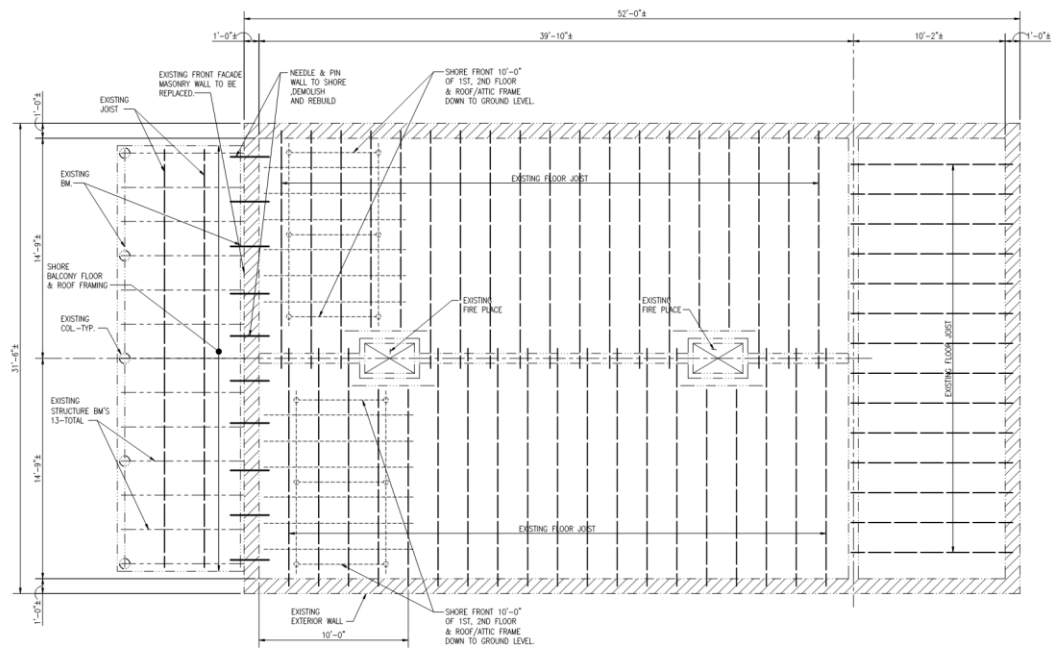 52'-0"±
1'-0"±
39'-10"±
10'-2"±
1'-0"±
EXISTING FRONT FACADE
MASONRY WALL TO BE
REPLACED.
NEEDLE & PIN
WALL TO SHORE
,DEMOLISH
AND REBUILD
SHORE FRONT 10'-0"
OF 1ST, 2ND FLOOR
& ROOF/ATTIC FRAME
DOWN TO GROUND LEVEL.
EXISTING
JOIST
1'-0"±
EXISTING
BM.
EXISTING FLOOR JOIST
14'-9"±
SHORE
BALCONY FLOOR
& ROOF FRAMING
EXISTING
FIRE PLACE
EXISTING
FIRE PLACE
EXISTING
COL.-TYP.
31'-6"±
EXISTING FLOOR JOIST
EXISTING
STRUCTURE BM'S
13-TOTAL
14'-9"±
EXISTING FLOOR JOIST
1'-0"±
EXISTING
EXTERIOR WALL
SHORE FRONT 10'-0"
OF 1ST, 2ND FLOOR
& ROOF/ATTIC FRAME
DOWN TO GROUND LEVEL.
10'-0"